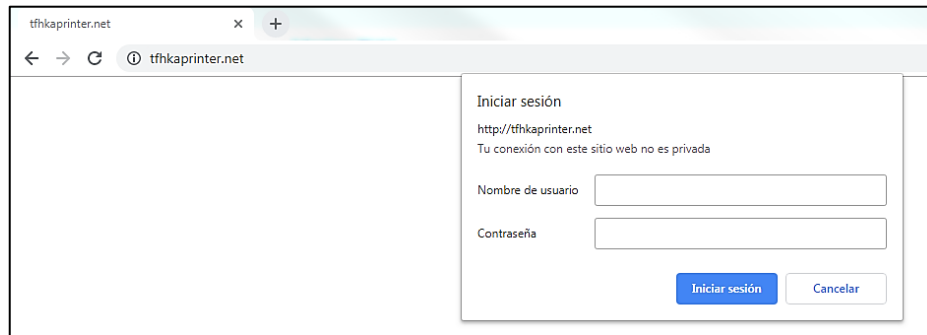 tfhkaprinter.net
tfhkaprinter.net
Iniciar sesión
http://tfhkaprinter.net
Tu conexión con este sitio web no es privada
Nombre de usuario
Contraseña
Iniciar sesión Cancelar